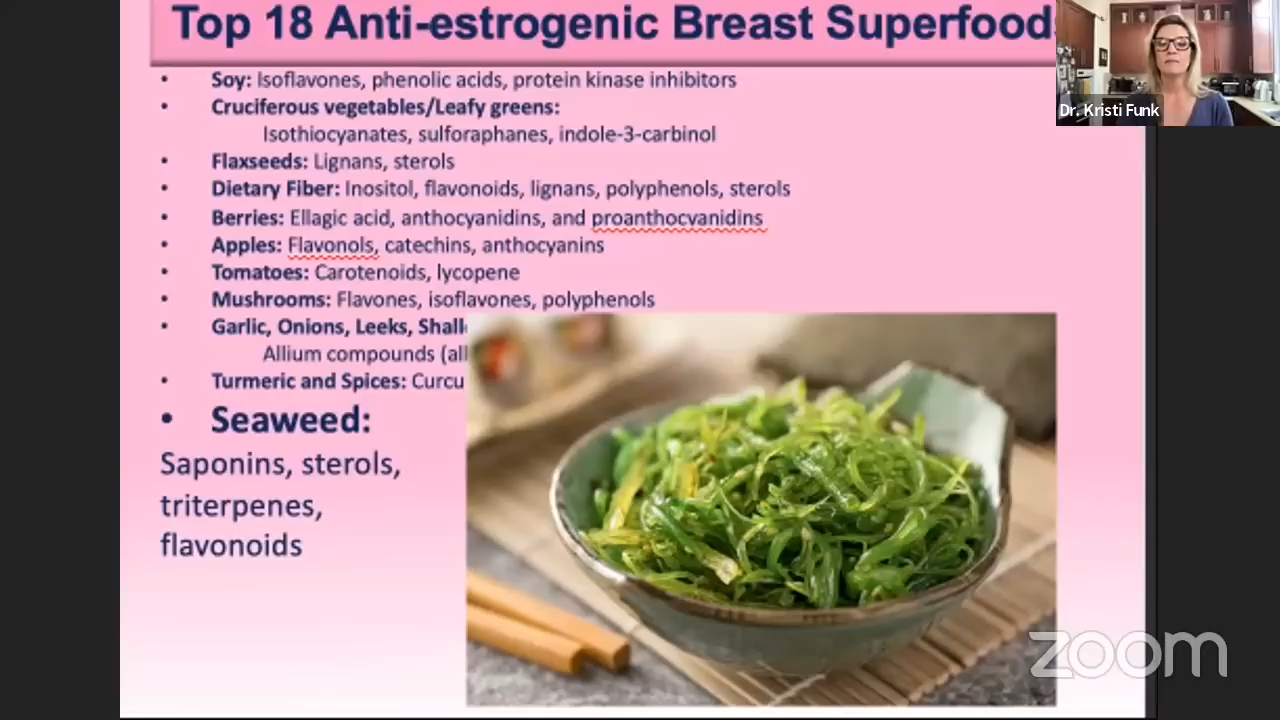 Top 18 Anti-estrogenic Breast Superfoods
• Soy: Isoflavones, phenolic acids, protein kinase inhibitors
• Cruciferous vegetables/Leafy greens:
Isothiocyanates, sulforaphanes, indole-3-carbinol
• Flaxseeds: Lignans, sterols
• Dietary Fiber: Inositol, flavonoids, lignans, polyphenols, sterols
• Berries: Ellagic acid, anthocyanidins, and proanthocvanidins
• Apples: Flavonols, catechins, anthocyanins
• Tomatoes: Carotenoids, lycopene
• Mushrooms: Flavones, isoflavones, polyphenols
• Garlic, Onions, Leeks,
Allium compounds
• Turmeric and Spices:
• Seaweed:
Saponins, sterols,
triterpenes,
flavonoids
Dr. Kristi Funk
zoom